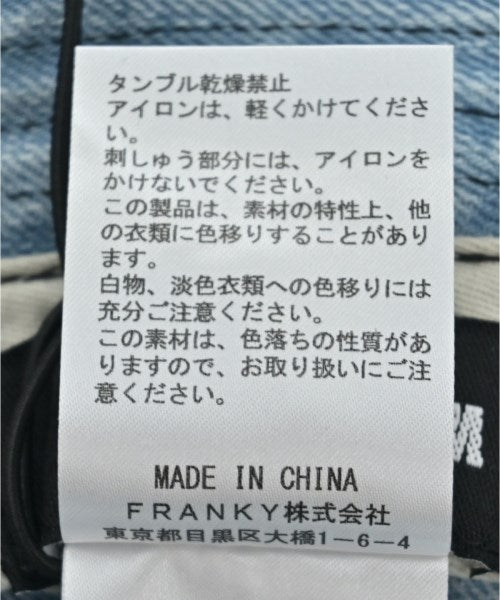 タンブル乾燥禁止
アイロンは、軽くかけてくださ
い。
刺しゅう部分には、アイロンを
かけないでください。
この製品は、素材の特性上、他
の衣類に色移りすることがあり
ます。
白物、淡色衣類への色移りには
充分ご注意ください。
この素材は、色落ちの性質があ
りますので、お取り扱いにご注
意ください。
MADE IN CHINA
FRANKY株式会社
東京都目黒区大橋1-6-4